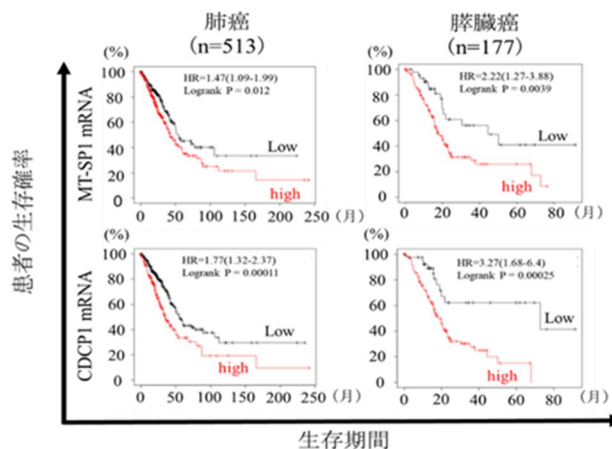 肺癌
(n=513)
膵臓癌
(n=177)
患者の生存確率
MT-SP1 mRNA
(%)
100
80
60
40
20
0
HR=1.47(1.09-1.99)
Logrank P = 0.012
Low
high
0 50 100 150 200 250 (月)
(%)
100
80
60
40
20
0
HR=2.22(1.27-3.88)
Logrank P = 0.0039
Low
high
0 20 40 60 80 (月)
CDCP1 mRNA
(%)
100
80
60
40
20
0
HR=1.77(1.32-2.37)
Logrank P = 0.00011
Low
high
0 50 100 150 200 250 (月)
(%)
100
80
60
40
20
0
HR=3.27(1.68-6.4)
Logrank P = 0.00025
Low
high
0 20 40 60 80 (月)
生存期間